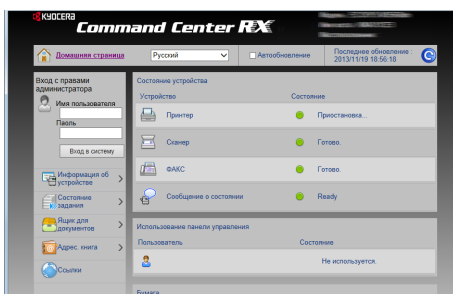 KYOCERA
Command Center RX
Домашняя страница
Русский
Автообновление
Последнее обновление :
2013/11/19 18:56:18
Вход с правами
администратора
Имя пользователя
Пароль
Вход в систему
Информация об
устройстве
Состояние
задания
Ящик для
документов
Адрес. книга
Ссылки
Состояние устройства
Устройство
Состояние
Принтер
Приостановка...
Сканер
Готово.
ФАКС
Готово.
Сообщение о состоянии
Ready
Использование панели управления
Пользователь
Состояние
Не используется.
Бумага